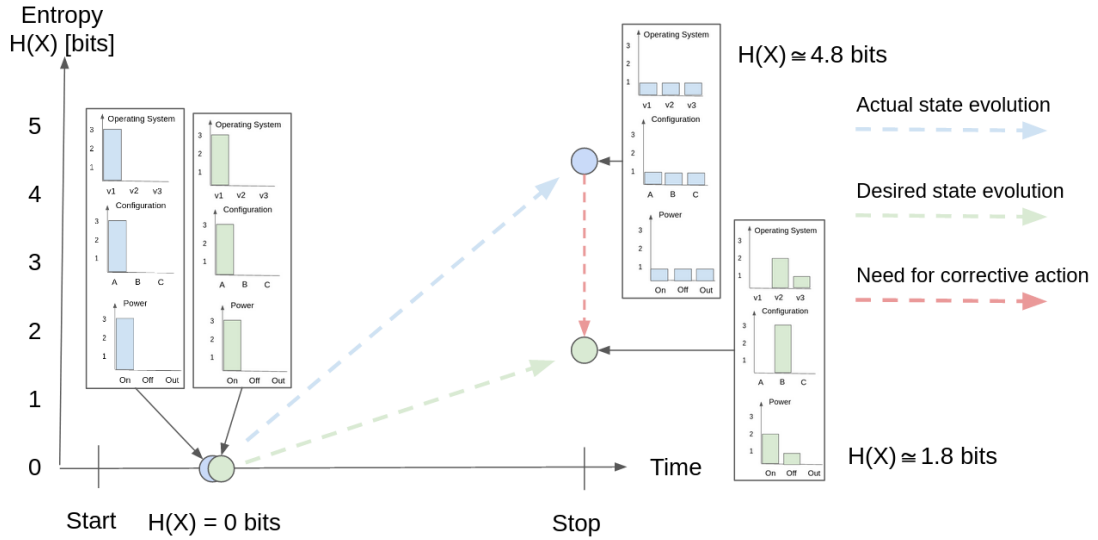 Entropy
H(X) [bits]
5
4
3
2
1
0
Operating System
3
2
1
v1 v2 v3
Configuration
3
2
1
A B C
Power
3
2
1
On Off Out
Operating System
3
2
1
v1 v2 v3
Configuration
3
2
1
A B C
Power
3
2
1
On Off Out
Operating System
3
2
1
v1 v2 v3
Configuration
3
2
1
A B C
Power
3
2
1
On Off Out
H(X) ≅ 4.8 bits
Actual state evolution
Desired state evolution
Need for corrective action
Operating System
3
2
1
v1 v2 v3
Configuration
3
2
1
A B C
Power
3
2
1
On Off Out
H(X) ≅ 1.8 bits
Time
Start
H(X) = 0 bits
Stop